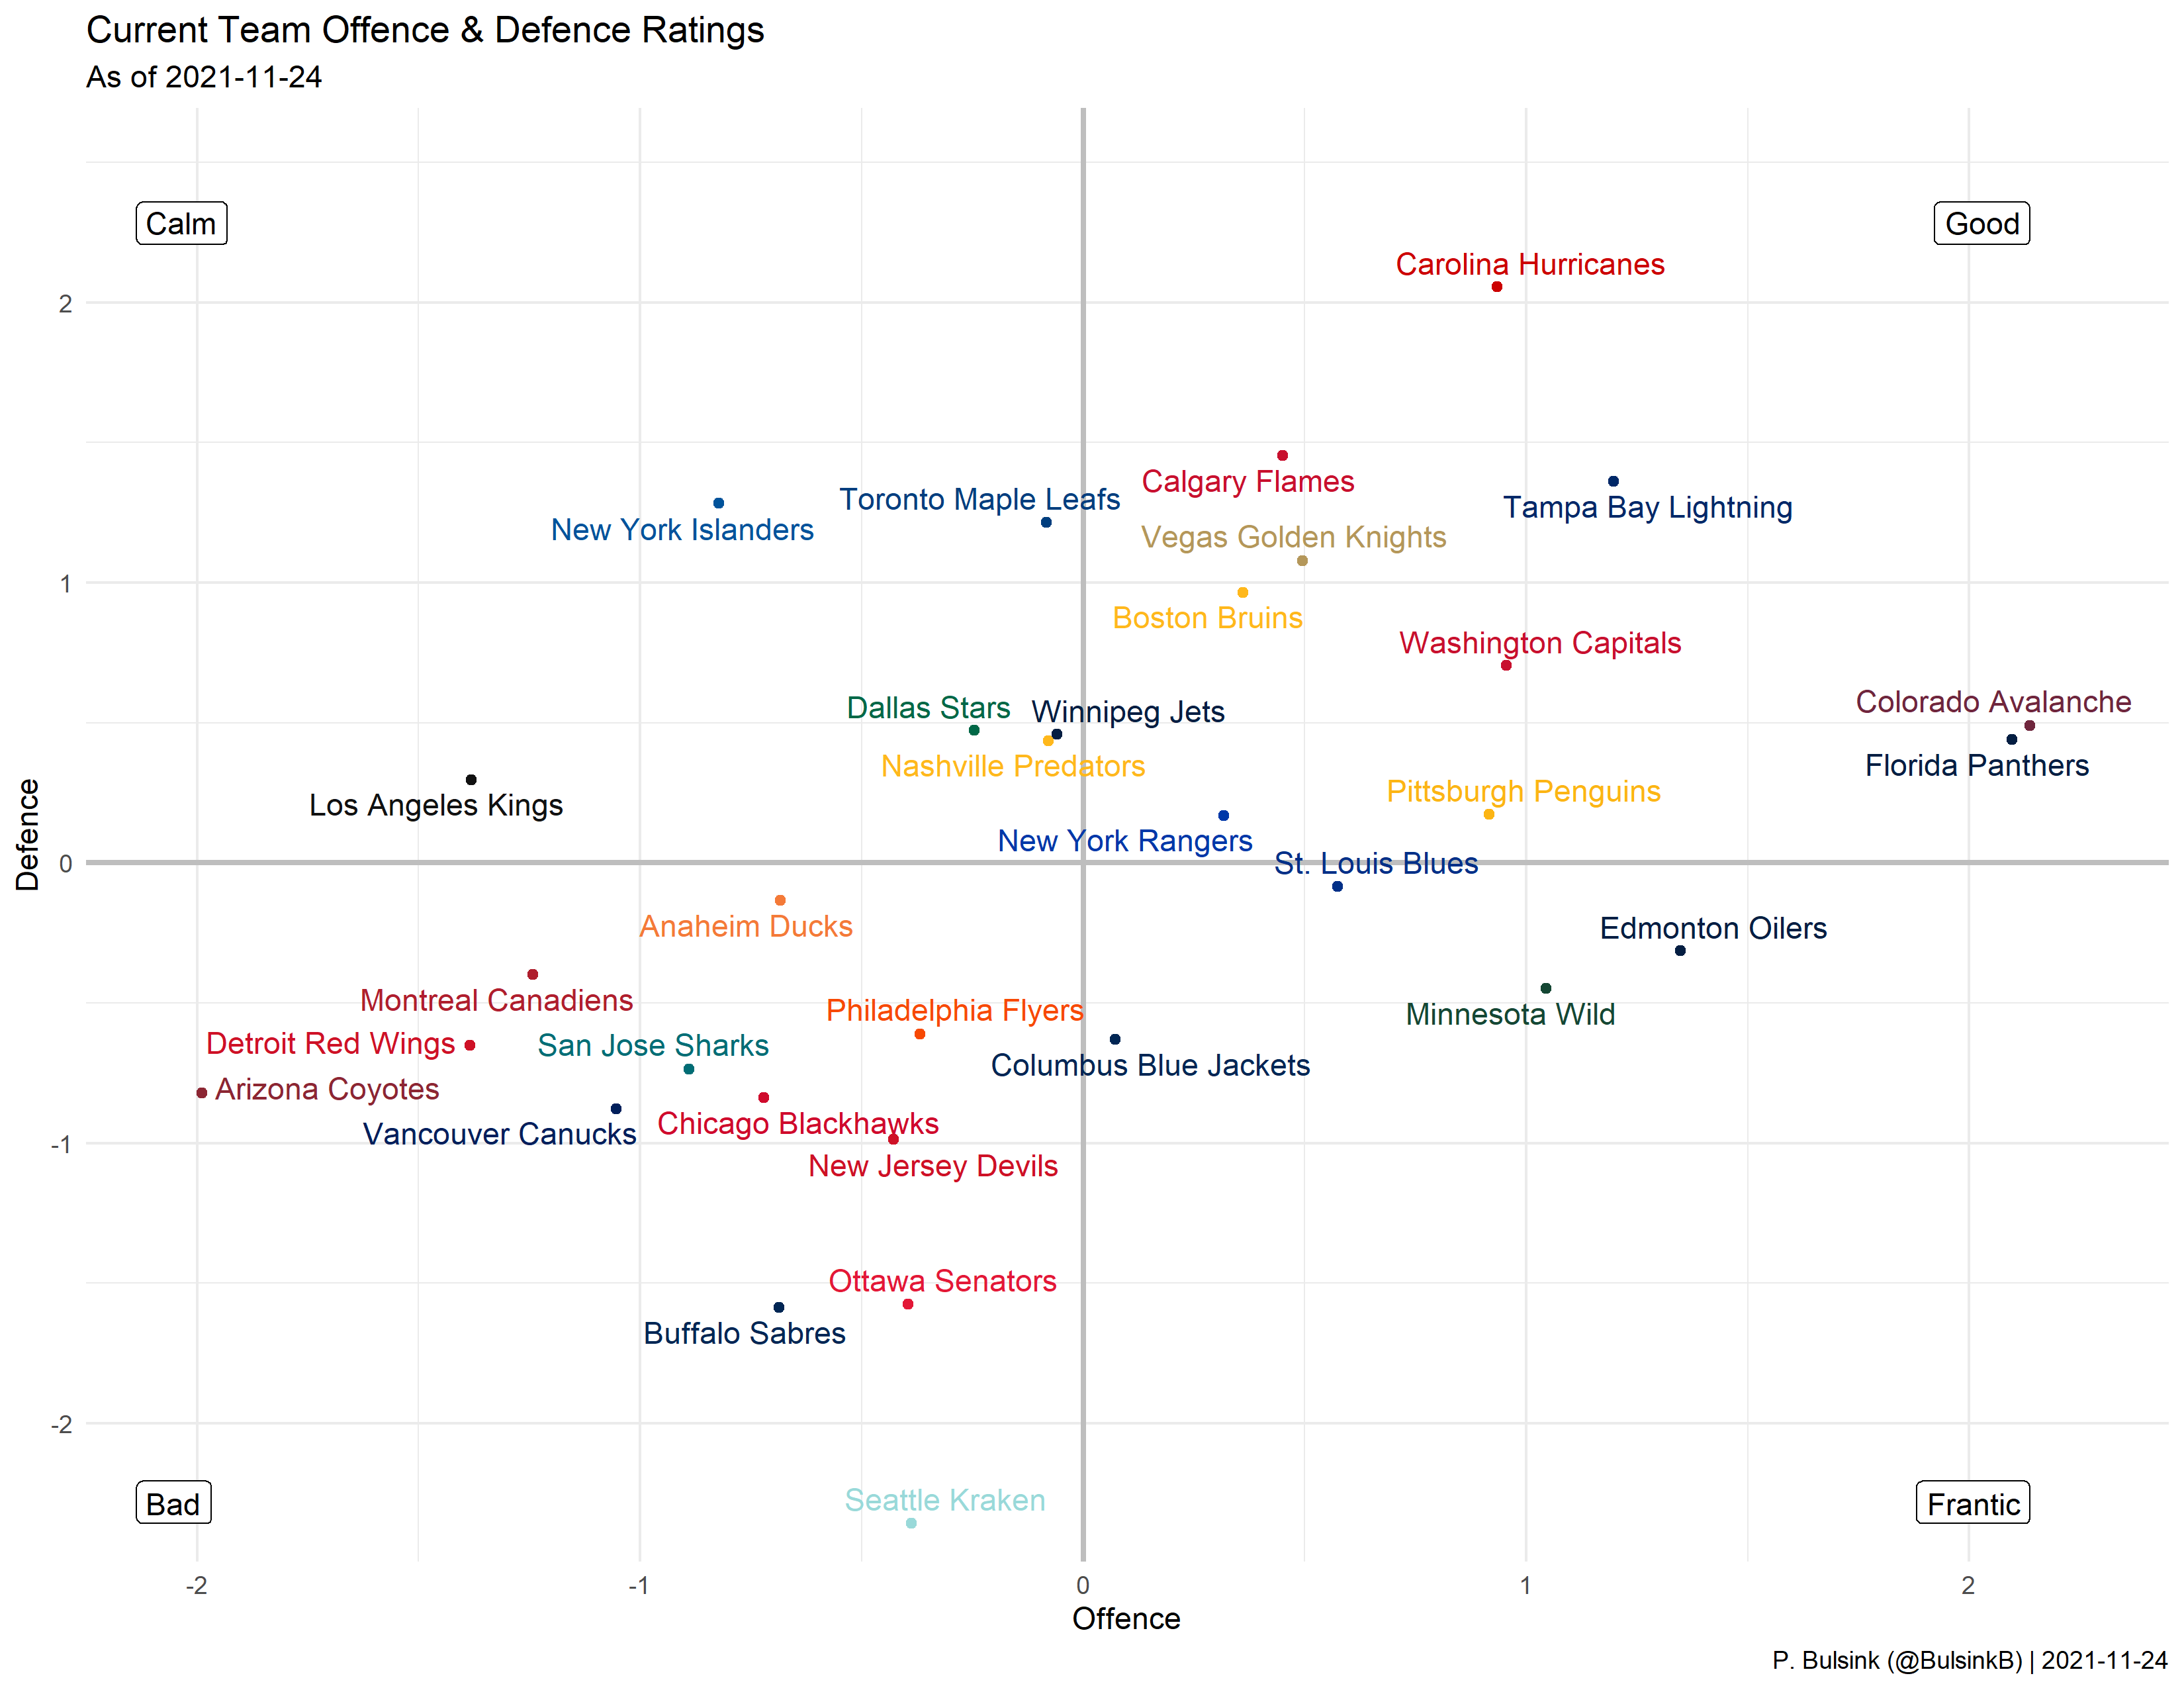 Current Team Offence & Defence Ratings
As of 2021-11-24
Calm
Good
Carolina Hurricanes
2
Calgary Flames
Toronto Maple Leafs
Tampa Bay Lightning
New York Islanders
Vegas Golden Knights
1
Boston Bruins
Washington Capitals
Colorado Avalanche
Dallas Stars
Winnipeg Jets
Nashville Predators
Florida Panthers
Pittsburgh Penguins
Los Angeles Kings
New York Rangers
Defence
0
St. Louis Blues
Anaheim Ducks
Edmonton Oilers
Montreal Canadiens
Philadelphia Flyers
Minnesota Wild
Detroit Red Wings
San Jose Sharks
Columbus Blue Jackets
Arizona Coyotes
Chicago Blackhawks
Vancouver Canucks
-1
New Jersey Devils
Ottawa Senators
Buffalo Sabres
-2
Seattle Kraken
Bad
Frantic
-2 -1 0 1 2
Offence
P. Bulsink (@BulsinkB) | 2021-11-24